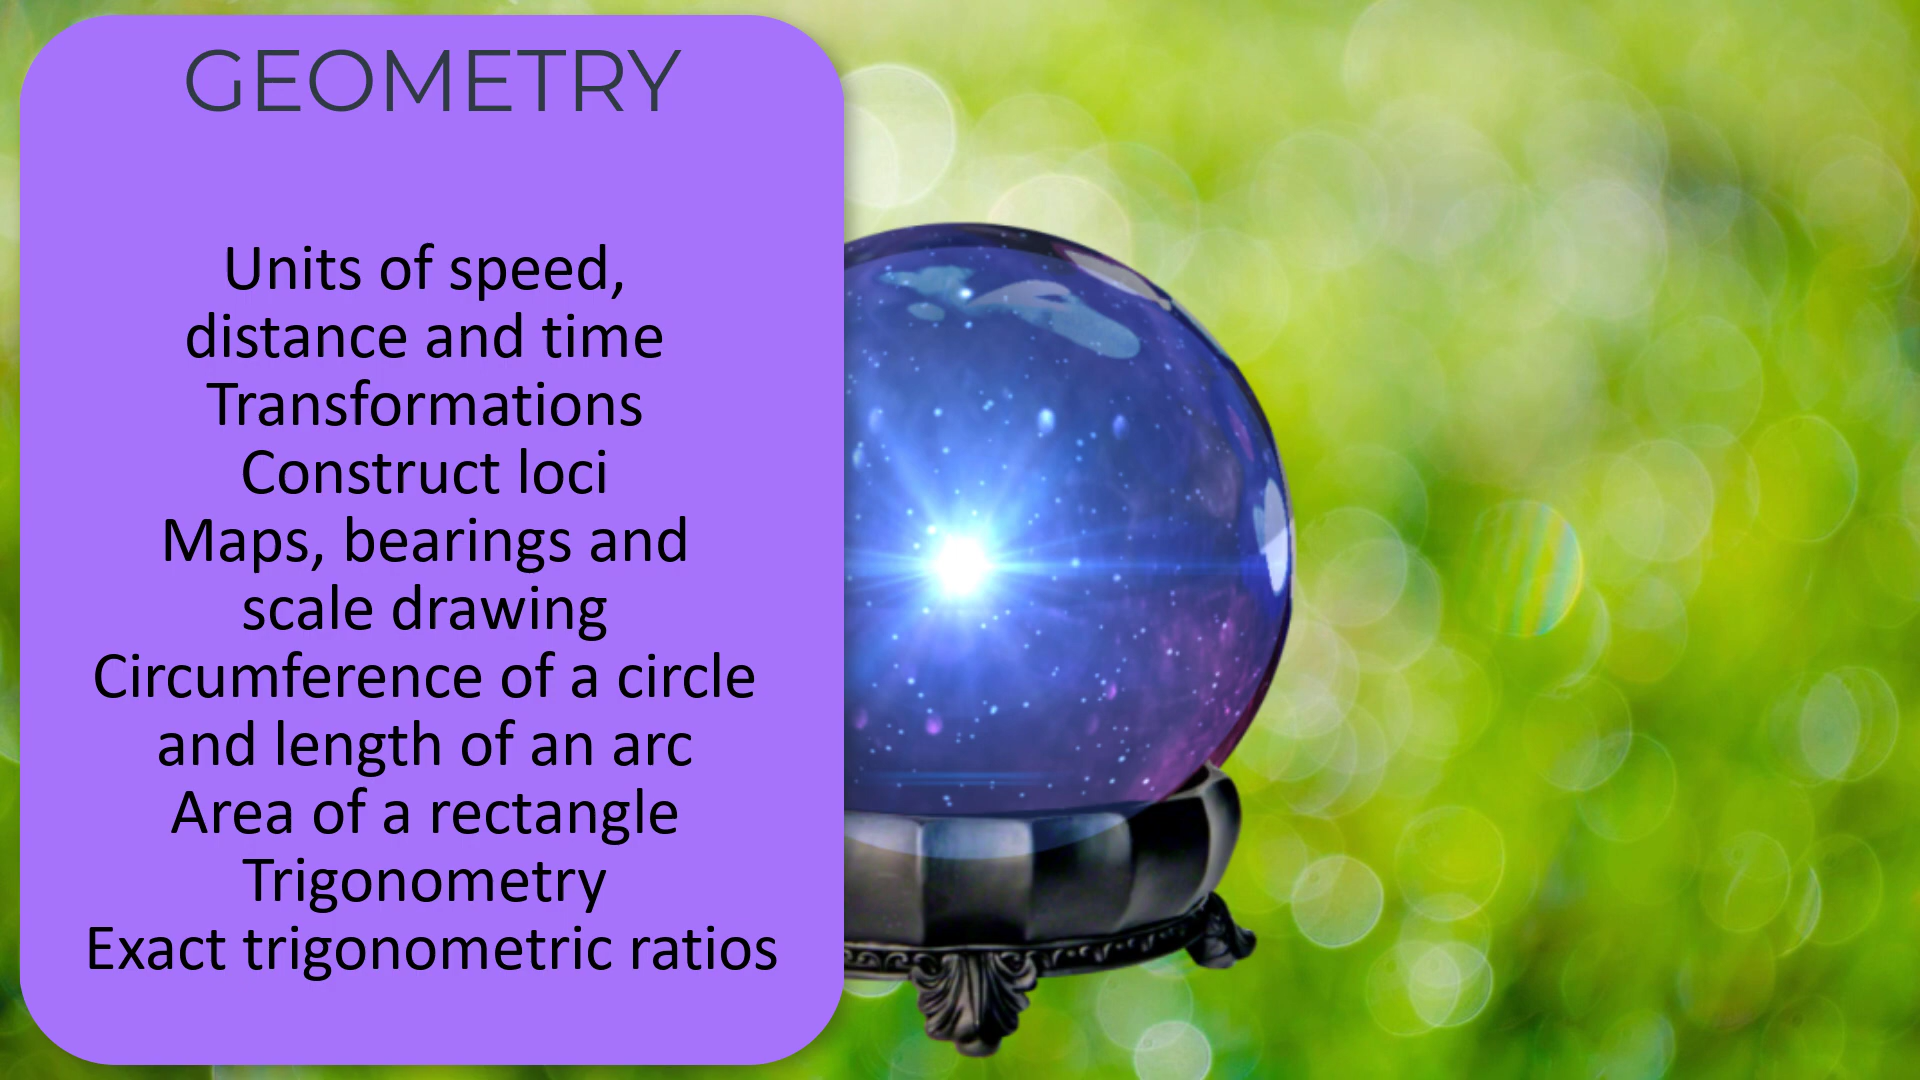 GEOMETRY
Units of speed,
distance and time
Transformations
Construct loci
Maps, bearings and
scale drawing
Circumference of a circle
and length of an arc
Area of a rectangle
Trigonometry
Exact trigonometric ratios